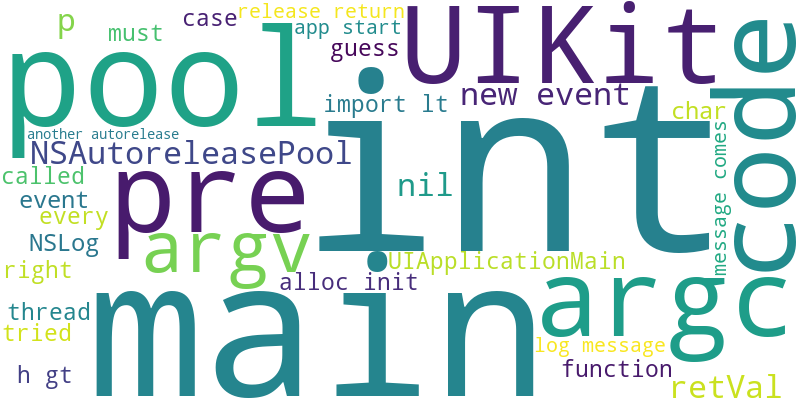 p
case
release return
UIKit
must
app start
pool
guess
code
import lt
new event
char
int
another autorelease
NSAutoreleasePool
message comes
called
pre
nil
event
every
argv
NSLog
UIApplicationMain
right
alloc init
main
argc
thread
tried
log message
h gt
function
retVal